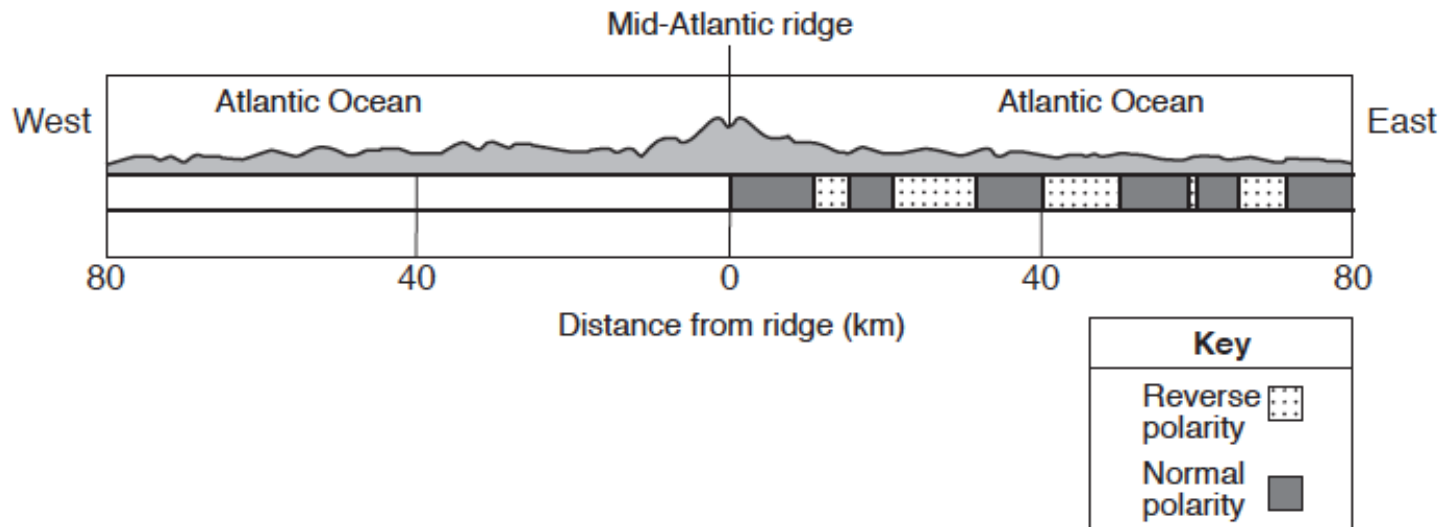 Mid-Atlantic ridge
Atlantic Ocean
Atlantic Ocean
West
East
80
40
0
40
80
Distance from ridge (km)
Key
Reverse
polarity
Normal
polarity